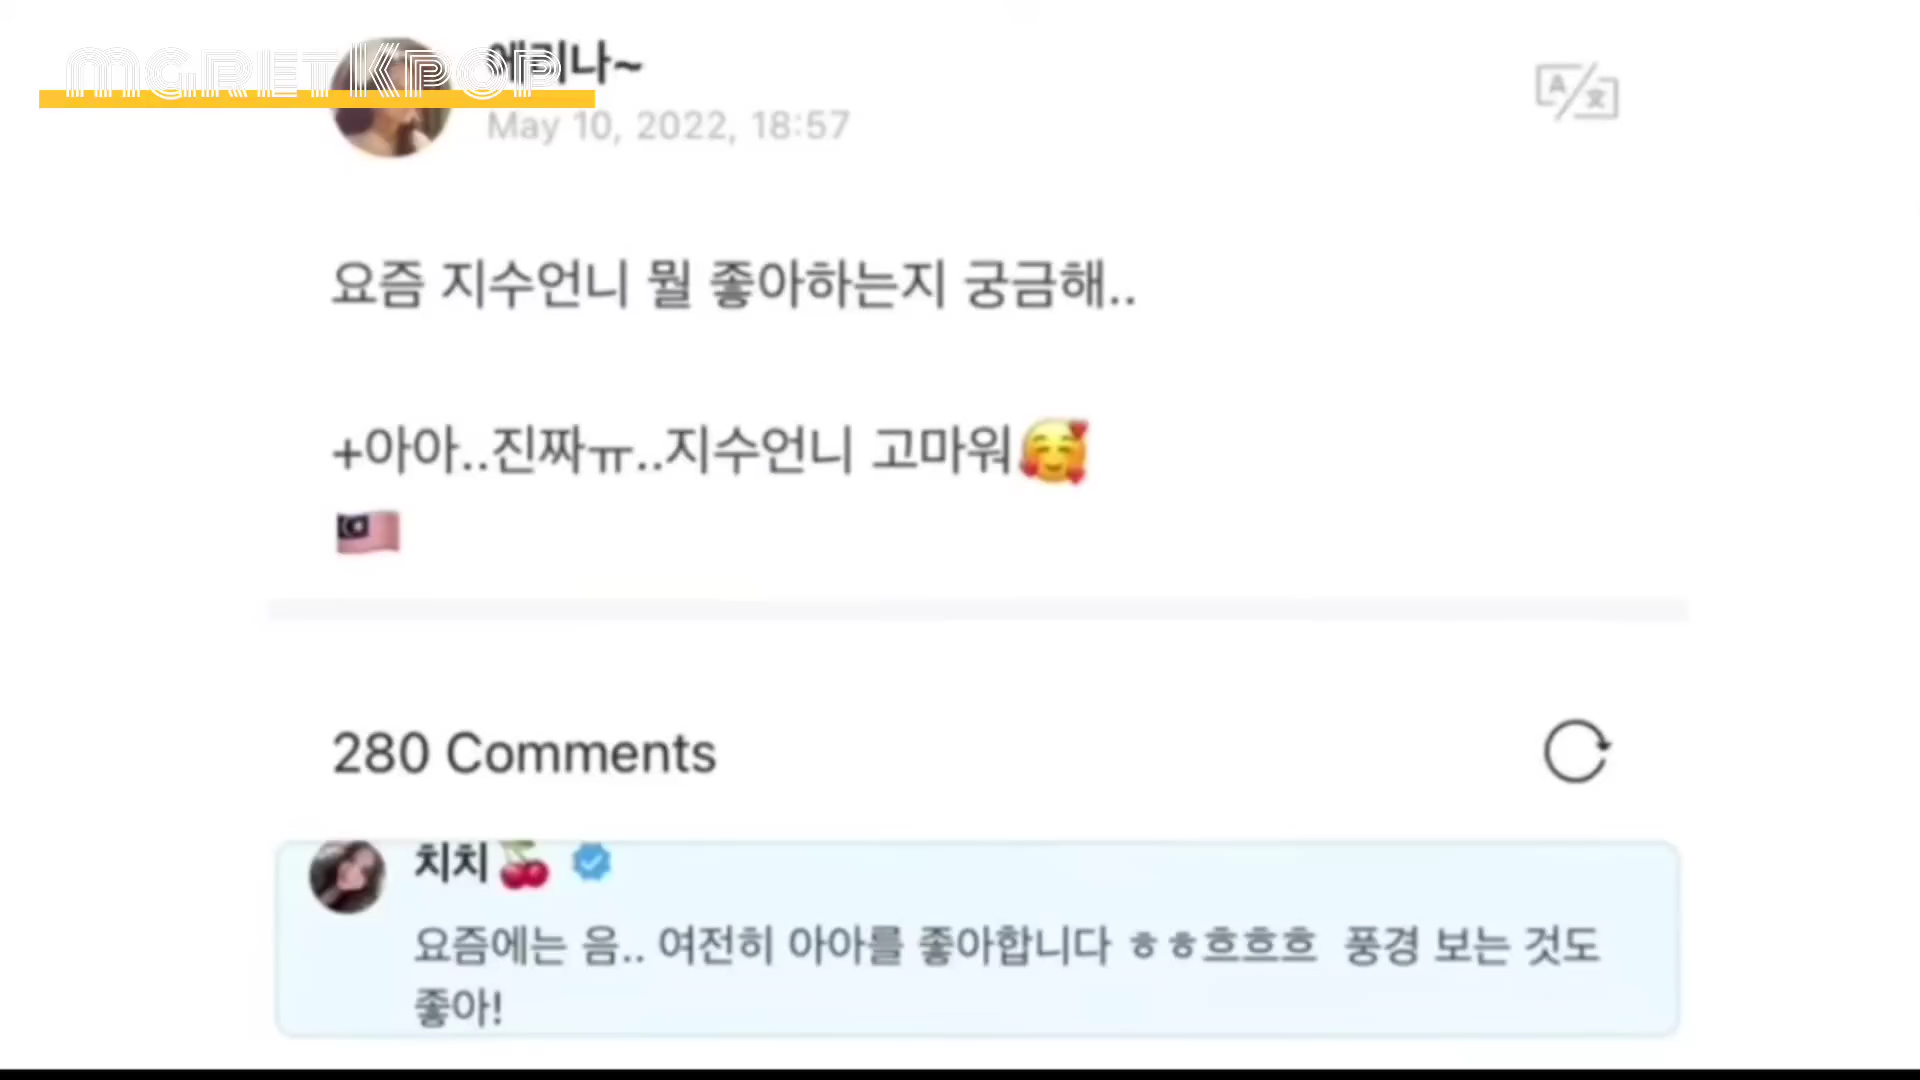 MGRETKPOP
에리나~
May 10, 2022, 18:57
요즘 지수언니 뭘 좋아하는지 궁금해..
+아아..진짜ㅠ..지수언니 고마워🥰
🇲🇾
280 Comments
치치🍒
요즘에는 음.. 여전히 아아를 좋아합니다 ㅎㅎ흐흐흐 풍경 보는 것도
좋아!